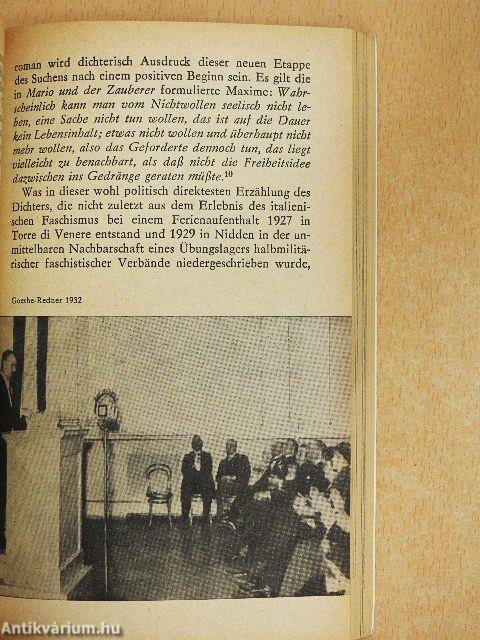 roman wird dichterisch Ausdruck dieser neuen Etappe
des Suchens nach einem positiven Beginn sein. Es gilt die
in Mario und der Zauberer formulierte Maxime: Wahr-
scheinlich kann man vom Nichtwollen seelisch nicht le-
ben, eine Sache nicht tun wollen, das ist auf die Dauer
kein Lebensinhalt; etwas nicht wollen und überhaupt nicht
mehr wollen, also das Geforderte dennoch tun, das liegt
vielleicht zu benachbart, als daß nicht die Freiheitsidee
dazwischen ins Gedränge geraten müßte.¹⁰
Was in dieser wohl politisch direktesten Erzählung des
Dichters, die nicht zuletzt aus dem Erlebnis des italieni-
schen Faschismus bei einem Ferienaufenthalt 1927 in
Torre di Venere entstand und 1929 in Nidden in der un-
mittelbaren Nachbarschaft eines Übungslagers halbmilitä-
rischer faschistischer Verbände niedergeschrieben wurde,
Goethe-Redner 1932
Antikvárium.hu